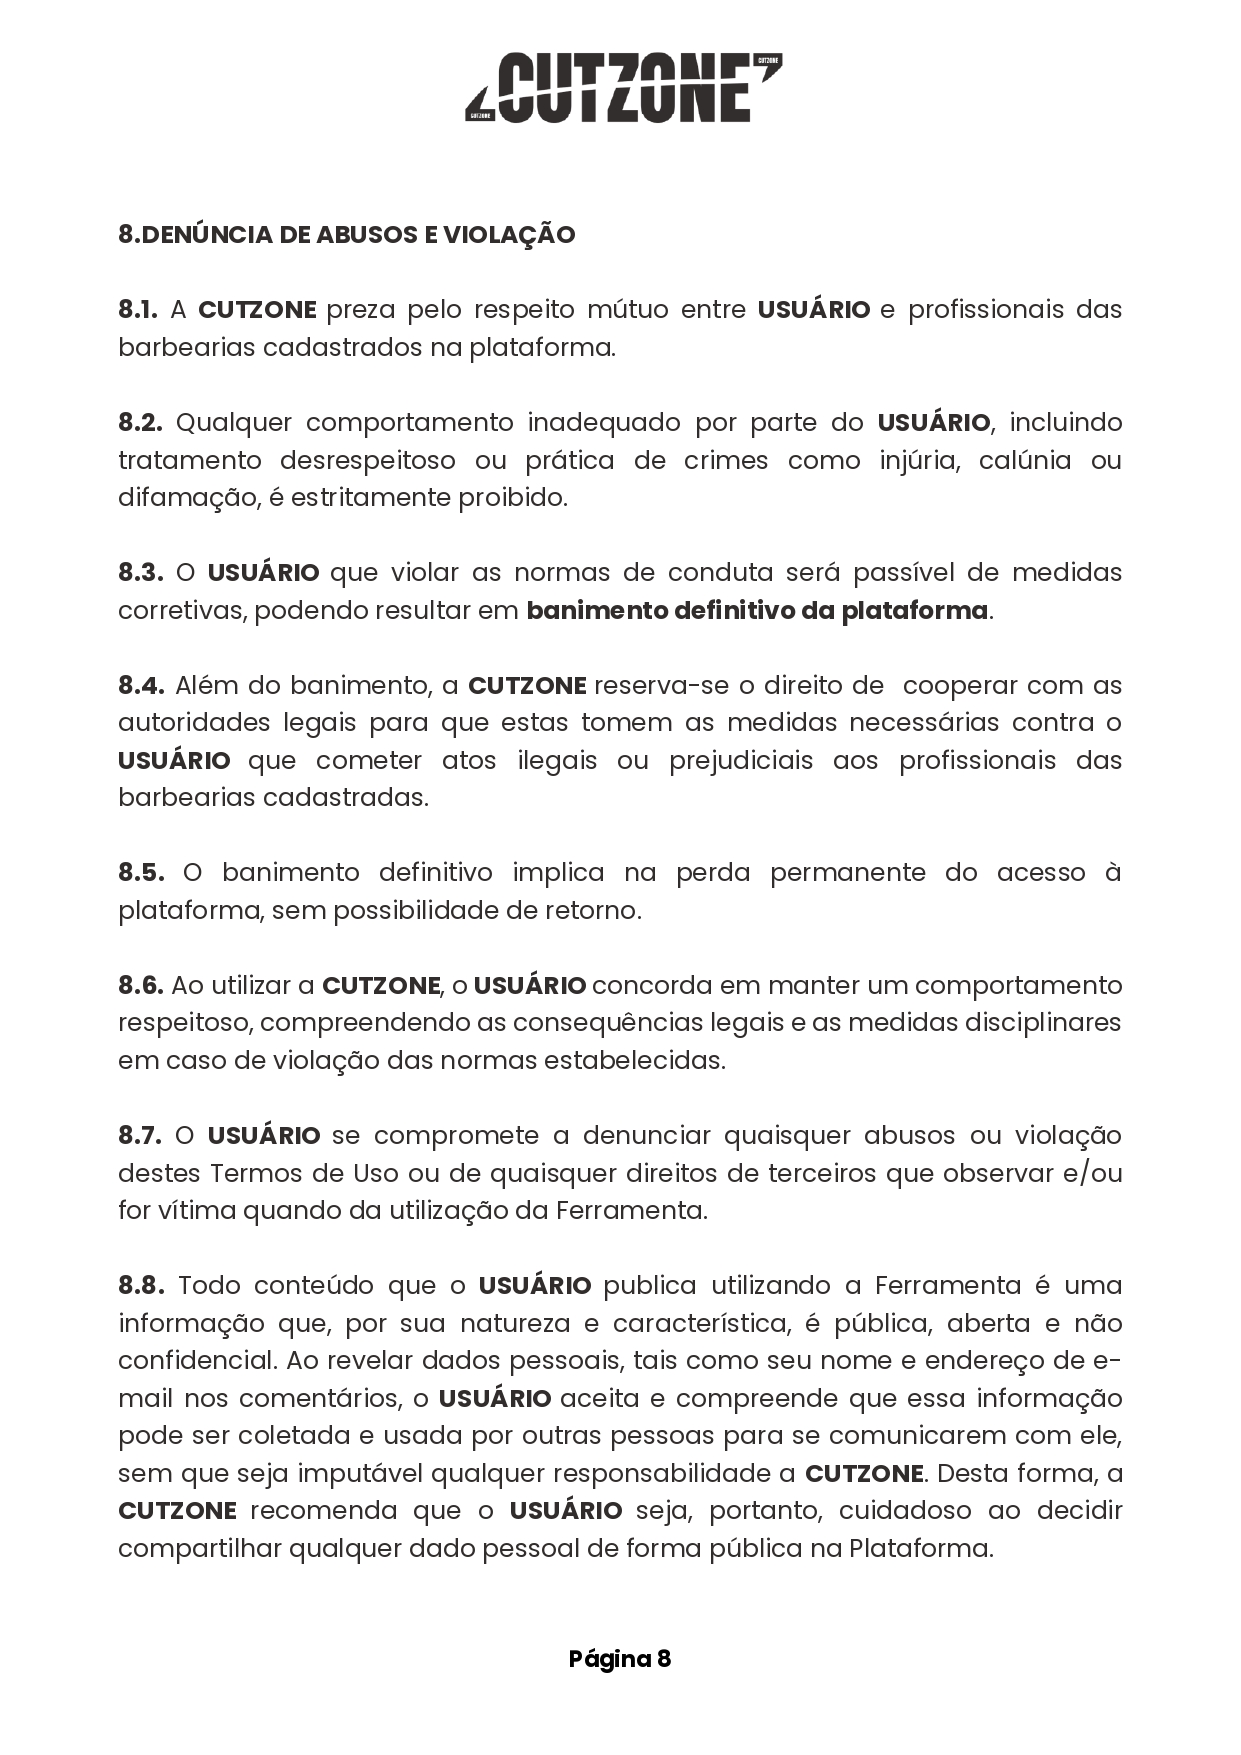 CUTZONE
CUTZONE
CUTZONE
8.DENÚNCIA DE ABUSOS E VIOLAÇÃO
8.1. A CUTZONE preza pelo respeito mútuo entre USUÁRIO e profissionais das
barbearias cadastrados na plataforma.
8.2. Qualquer comportamento inadequado por parte do USUÁRIO, incluindo
tratamento desrespeitoso ou prática de crimes como injúria, calúnia ou
difamação, é estritamente proibido.
8.3. O USUÁRIO que violar as normas de conduta será passível de medidas
corretivas, podendo resultar em banimento definitivo da plataforma.
8.4. Além do banimento, a CUTZONE reserva-se o direito de cooperar com as
autoridades legais para que estas tomem as medidas necessárias contra o
USUÁRIO que cometer atos ilegais ou prejudiciais aos profissionais das
barbearias cadastradas.
8.5. O banimento definitivo implica na perda permanente do acesso à
plataforma, sem possibilidade de retorno.
8.6. Ao utilizar a CUTZONE, o USUÁRIO concorda em manter um comportamento
respeitoso, compreendendo as consequências legais e as medidas disciplinares
em caso de violação das normas estabelecidas.
8.7. O USUÁRIO se compromete a denunciar quaisquer abusos ou violação
destes Termos de Uso ou de quaisquer direitos de terceiros que observar e/ou
for vítima quando da utilização da Ferramenta.
8.8. Todo conteúdo que o USUÁRIO publica utilizando a Ferramenta é uma
informação que, por sua natureza e característica, é pública, aberta e não
confidencial. Ao revelar dados pessoais, tais como seu nome e endereço de e-
mail nos comentários, o USUÁRIO aceita e compreende que essa informação
pode ser coletada e usada por outras pessoas para se comunicarem com ele,
sem que seja imputável qualquer responsabilidade a CUTZONE. Desta forma, a
CUTZONE recomenda que o USUÁRIO seja, portanto, cuidadoso ao decidir
compartilhar qualquer dado pessoal de forma pública na Plataforma.
Página 8